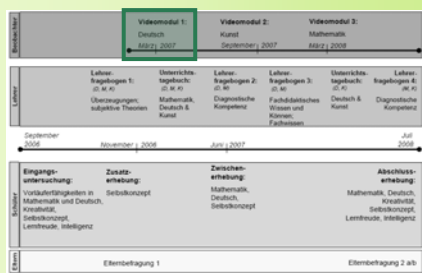 Beobachter
Videomodul 1:
Deutsch
März 2007
Videomodul 2:
Kunst
September 2007
Videomodul 3:
Mathematik
März 2008
Lehrer
Lehrer-
fragebogen 1:
(D, M, K)
Überzeugungen,
subjektive Theorien
Unterrichts-
tagebuch:
(D, M, K)
Mathematik,
Deutsch &
Kunst
Lehrer-
fragebogen 2:
(D, M)
Diagnostische
Kompetenz
Lehrer-
fragebogen 3:
(D, M)
Fachdidaktisches
Wissen und
Können,
Fachwissen
Unterrichts-
tagebuch:
(D, K)
Deutsch &
Kunst
Lehrer-
fragebogen 4:
(M, K)
Diagnostische
Kompetenz
September
2006
November 2006
Juni 2007
Juli
2008
Schüler
Eingangs-
untersuchung:
Vorläuferfähigkeiten in
Mathematik und Deutsch,
Kreativität,
Selbstkonzept,
Lernfreude, Intelligenz
Zusatz-
erhebung:
Selbstkonzept
Zwischen-
erhebung:
Mathematik,
Deutsch,
Selbstkonzept
Abschluss-
erhebung:
Mathematik, Deutsch,
Kreativität,
Selbstkonzept,
Lernfreude, Intelligenz
Eltern
Elternbefragung 1
Elternbefragung 2 a/b